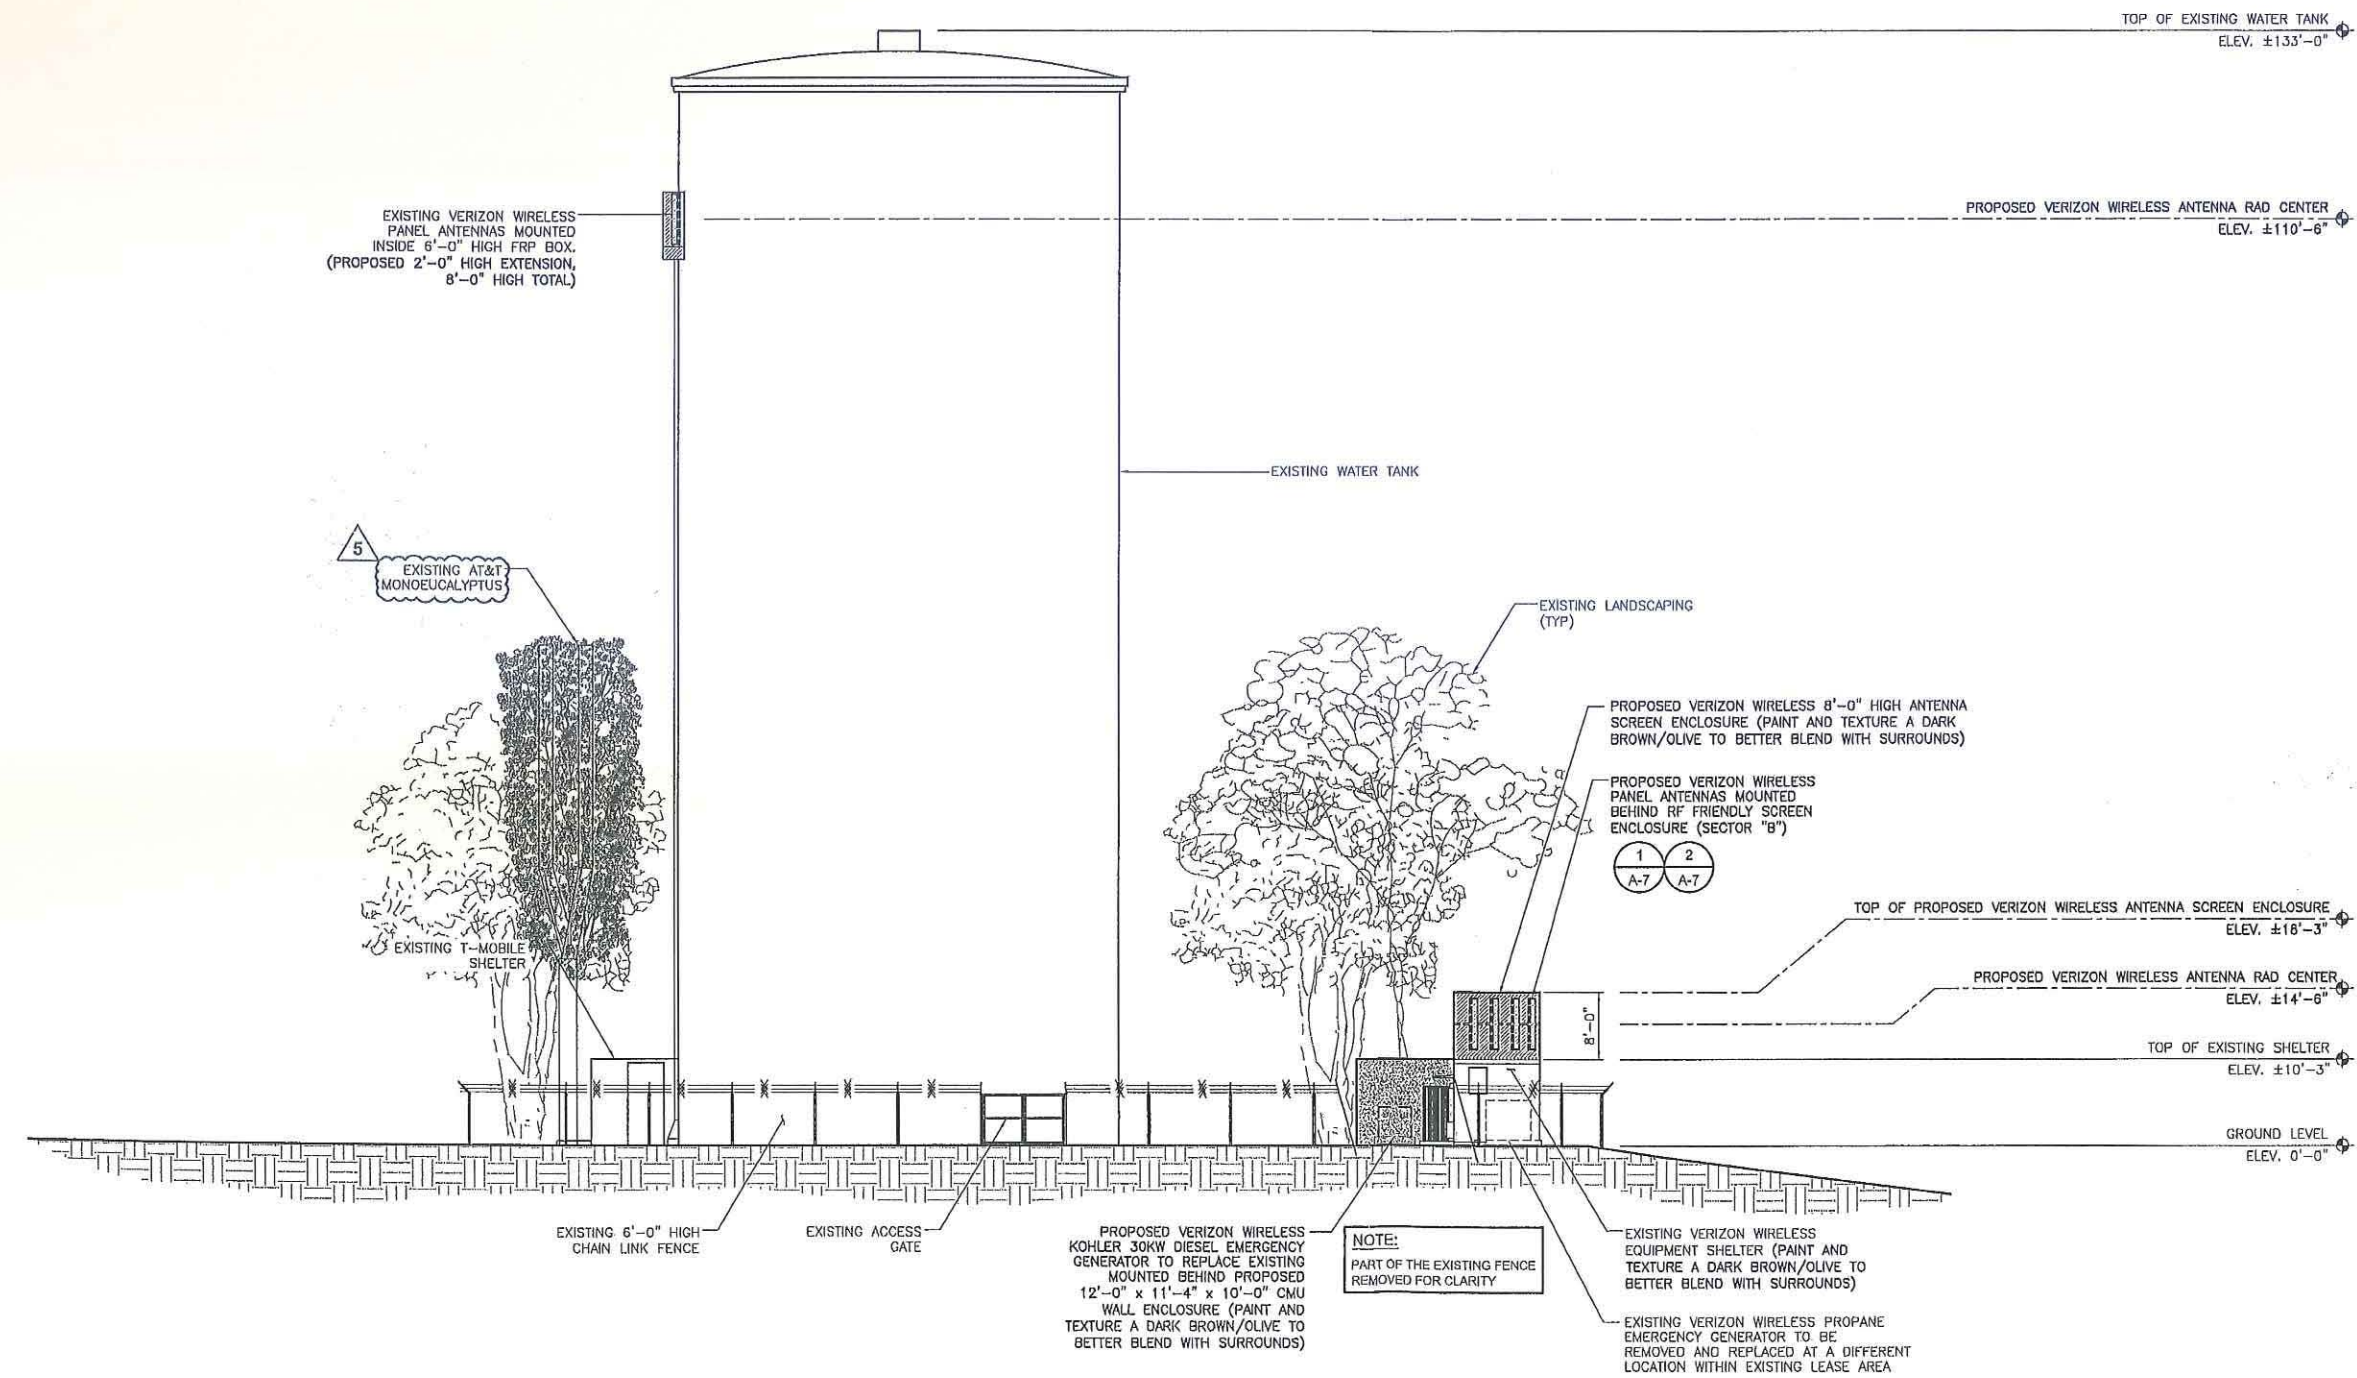 TOP OF EXISTING WATER TANK
ELEV. ±133'-0"
PROPOSED VERIZON WIRELESS ANTENNA RAD CENTER
ELEV. ±110'-6"
EXISTING VERIZON WIRELESS
PANEL ANTENNAS MOUNTED
INSIDE 6'-0" HIGH FRP BOX.
(PROPOSED 2'-0" HIGH EXTENSION,
8'-0" HIGH TOTAL)
EXISTING WATER TANK
5
EXISTING AT&T
MONOEUCALYPTUS
EXISTING LANDSCAPING
(TYP)
PROPOSED VERIZON WIRELESS 8'-0" HIGH ANTENNA
SCREEN ENCLOSURE (PAINT AND TEXTURE A DARK
BROWN/OLIVE TO BETTER BLEND WITH SURROUNDS)
PROPOSED VERIZON WIRELESS
PANEL ANTENNAS MOUNTED
BEHIND RF FRIENDLY SCREEN
ENCLOSURE (SECTOR "B")
1 2
A-7 A-7
TOP OF PROPOSED VERIZON WIRELESS ANTENNA SCREEN ENCLOSURE
ELEV. ±18'-3"
EXISTING T-MOBILE
SHELTER
PROPOSED VERIZON WIRELESS ANTENNA RAD CENTER
ELEV. ±14'-6"
8'-0"
TOP OF EXISTING SHELTER
ELEV. ±10'-3"
GROUND LEVEL
ELEV. 0'-0"
EXISTING 6'-0" HIGH
CHAIN LINK FENCE
EXISTING ACCESS
GATE
PROPOSED VERIZON WIRELESS
KOHLER 30KW DIESEL EMERGENCY
GENERATOR TO REPLACE EXISTING
MOUNTED BEHIND PROPOSED
12'-0" x 11'-4" x 10'-0" CMU
WALL ENCLOSURE (PAINT AND
TEXTURE A DARK BROWN/OLIVE TO
BETTER BLEND WITH SURROUNDS)
NOTE:
PART OF THE EXISTING FENCE
REMOVED FOR CLARITY
EXISTING VERIZON WIRELESS
EQUIPMENT SHELTER (PAINT AND
TEXTURE A DARK BROWN/OLIVE TO
BETTER BLEND WITH SURROUNDS)
EXISTING VERIZON WIRELESS PROPANE
EMERGENCY GENERATOR TO BE
REMOVED AND REPLACED AT A DIFFERENT
LOCATION WITHIN EXISTING LEASE AREA